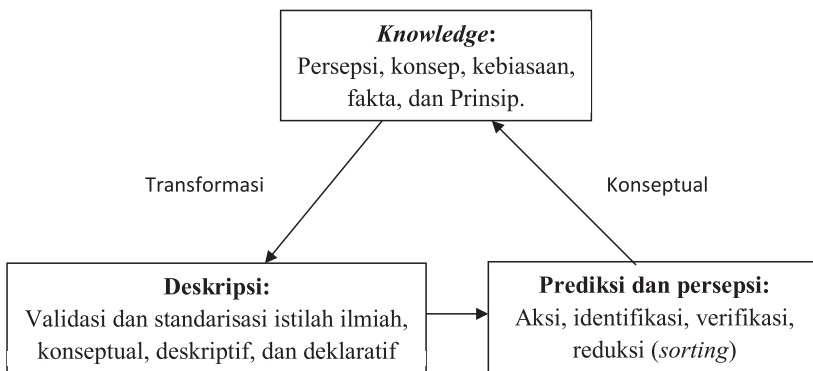 Knowledge:
Persepsi, konsep, kebiasaan,
fakta, dan Prinsip.
Transformasi
Konseptual
Deskripsi:
Validasi dan standarisasi istilah ilmiah,
konseptual, deskriptif, dan deklaratif
Prediksi dan persepsi:
Aksi, identifikasi, verifikasi,
reduksi (sorting)